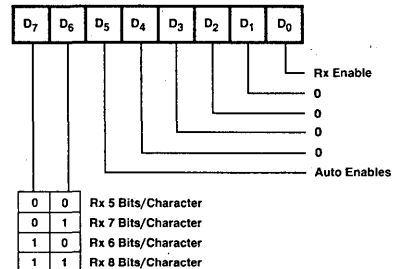 D7 D6 D5 D4 D3 D2 D1 D0
Rx Enable
0
0
0
0
Auto Enables
0 0 Rx 5 Bits/Character
0 1 Rx 7 Bits/Character
1 0 Rx 6 Bits/Character
1 1 Rx 8 Bits/Character